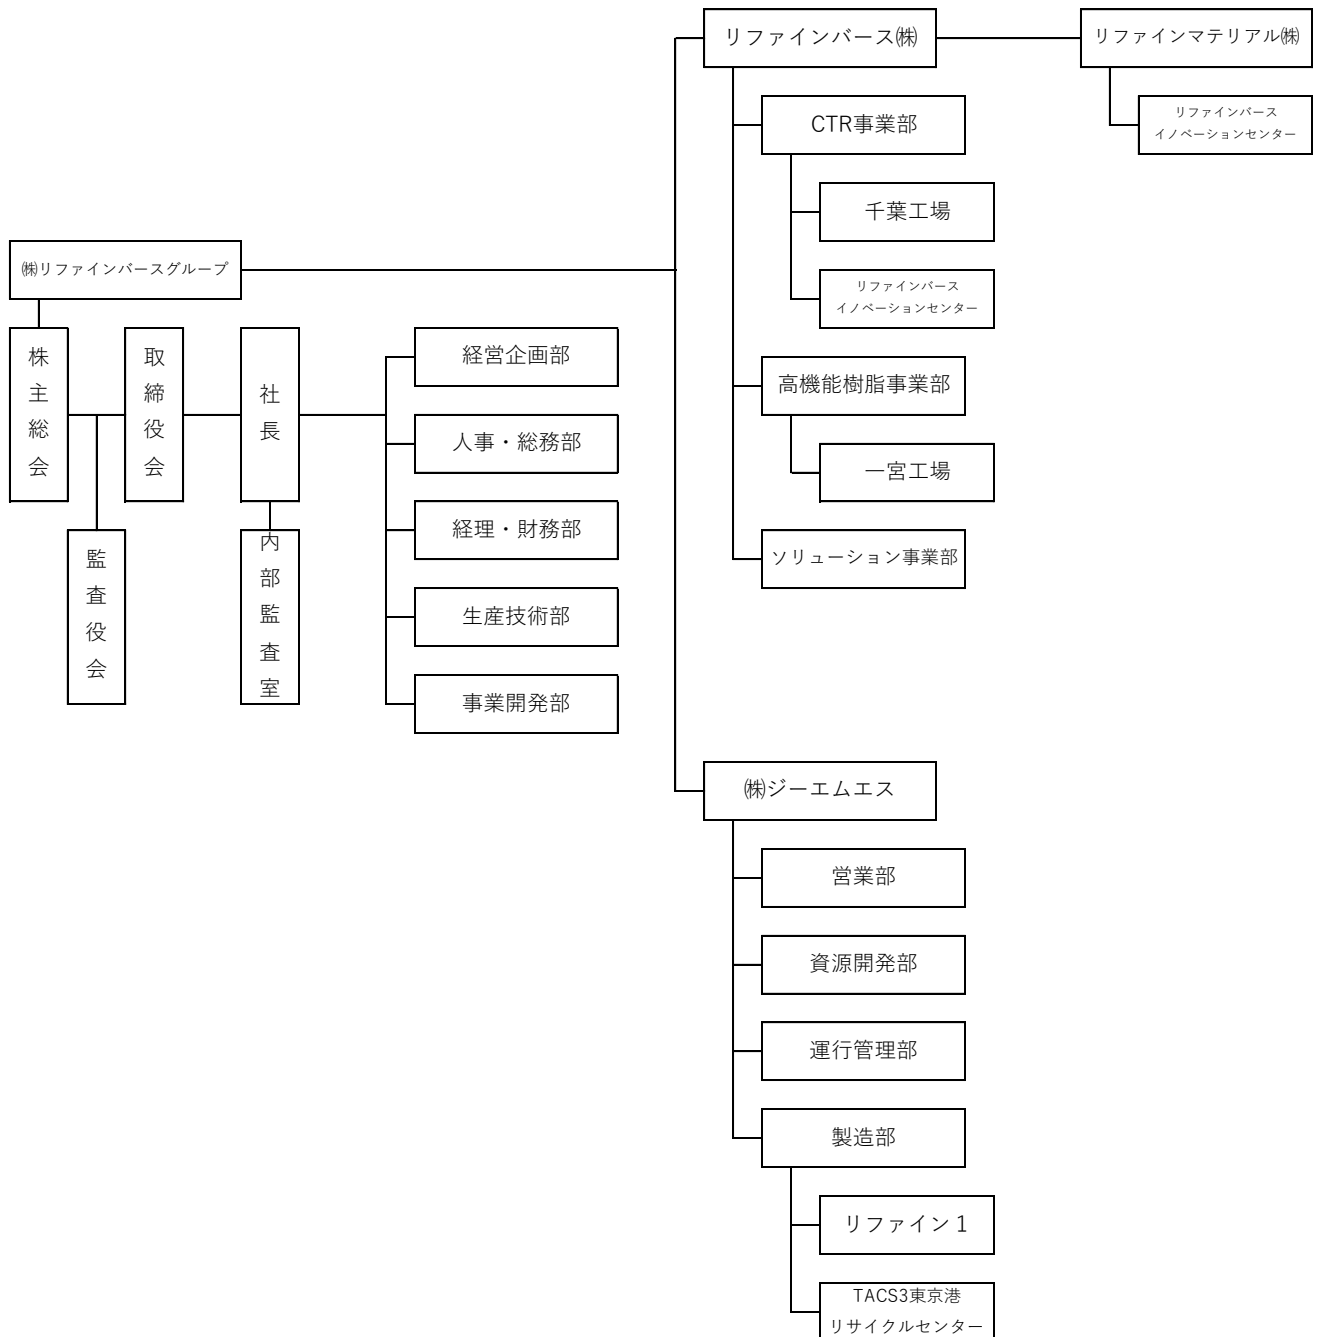 リファインバース㈱
リファインマテリアル㈱
リファインバース
イノベーションセンター
CTR事業部
千葉工場
リファインバース
イノベーションセンター
㈱リファインバースグループ
株主総会
取締役会
社長
監査役会
内部監査室
経営企画部
人事・総務部
経理・財務部
生産技術部
事業開発部
高機能樹脂事業部
一宮工場
ソリューション事業部
㈱ジーエムエス
営業部
資源開発部
運行管理部
製造部
リファイン1
TACS3東京港
リサイクルセンター